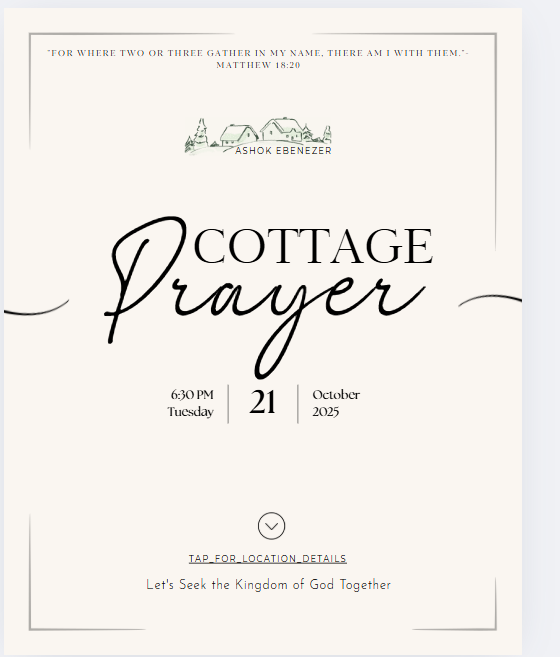 "FOR WHERE TWO OR THREE GATHER IN MY NAME, THERE AM I WITH THEM."-
MATTHEW 18:20
ASHOK EBENEZER
COTTAGE
Prayer
6:30 PM
Tuesday
21
October
2025
TAP_FOR_LOCATION_DETAILS
Let's Seek the Kingdom of God Together